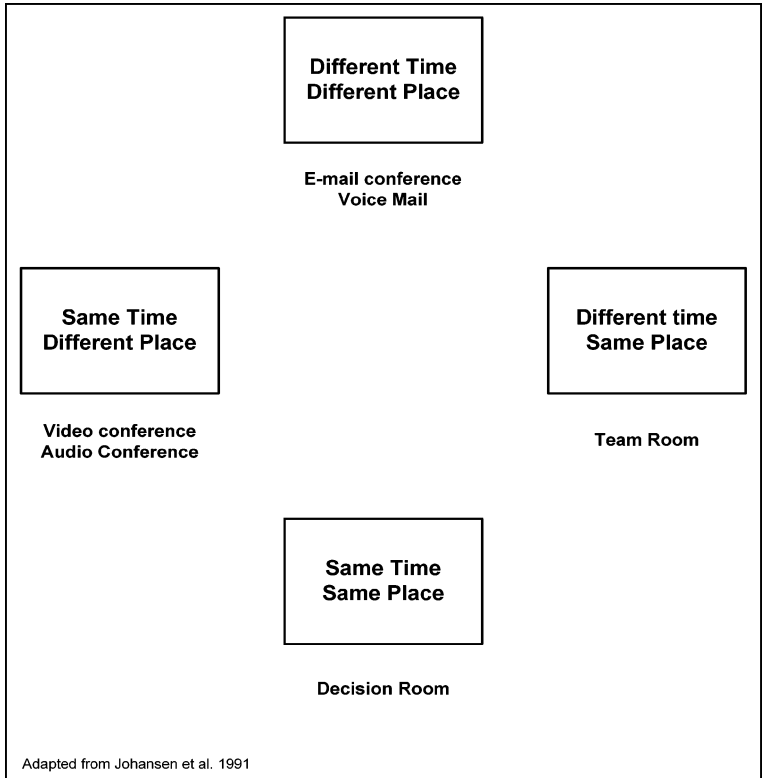 Different Time
Different Place
E-mail conference
Voice Mail
Same Time
Different Place
Different time
Same Place
Video conference
Audio Conference
Team Room
Same Time
Same Place
Decision Room
Adapted from Johansen et al. 1991